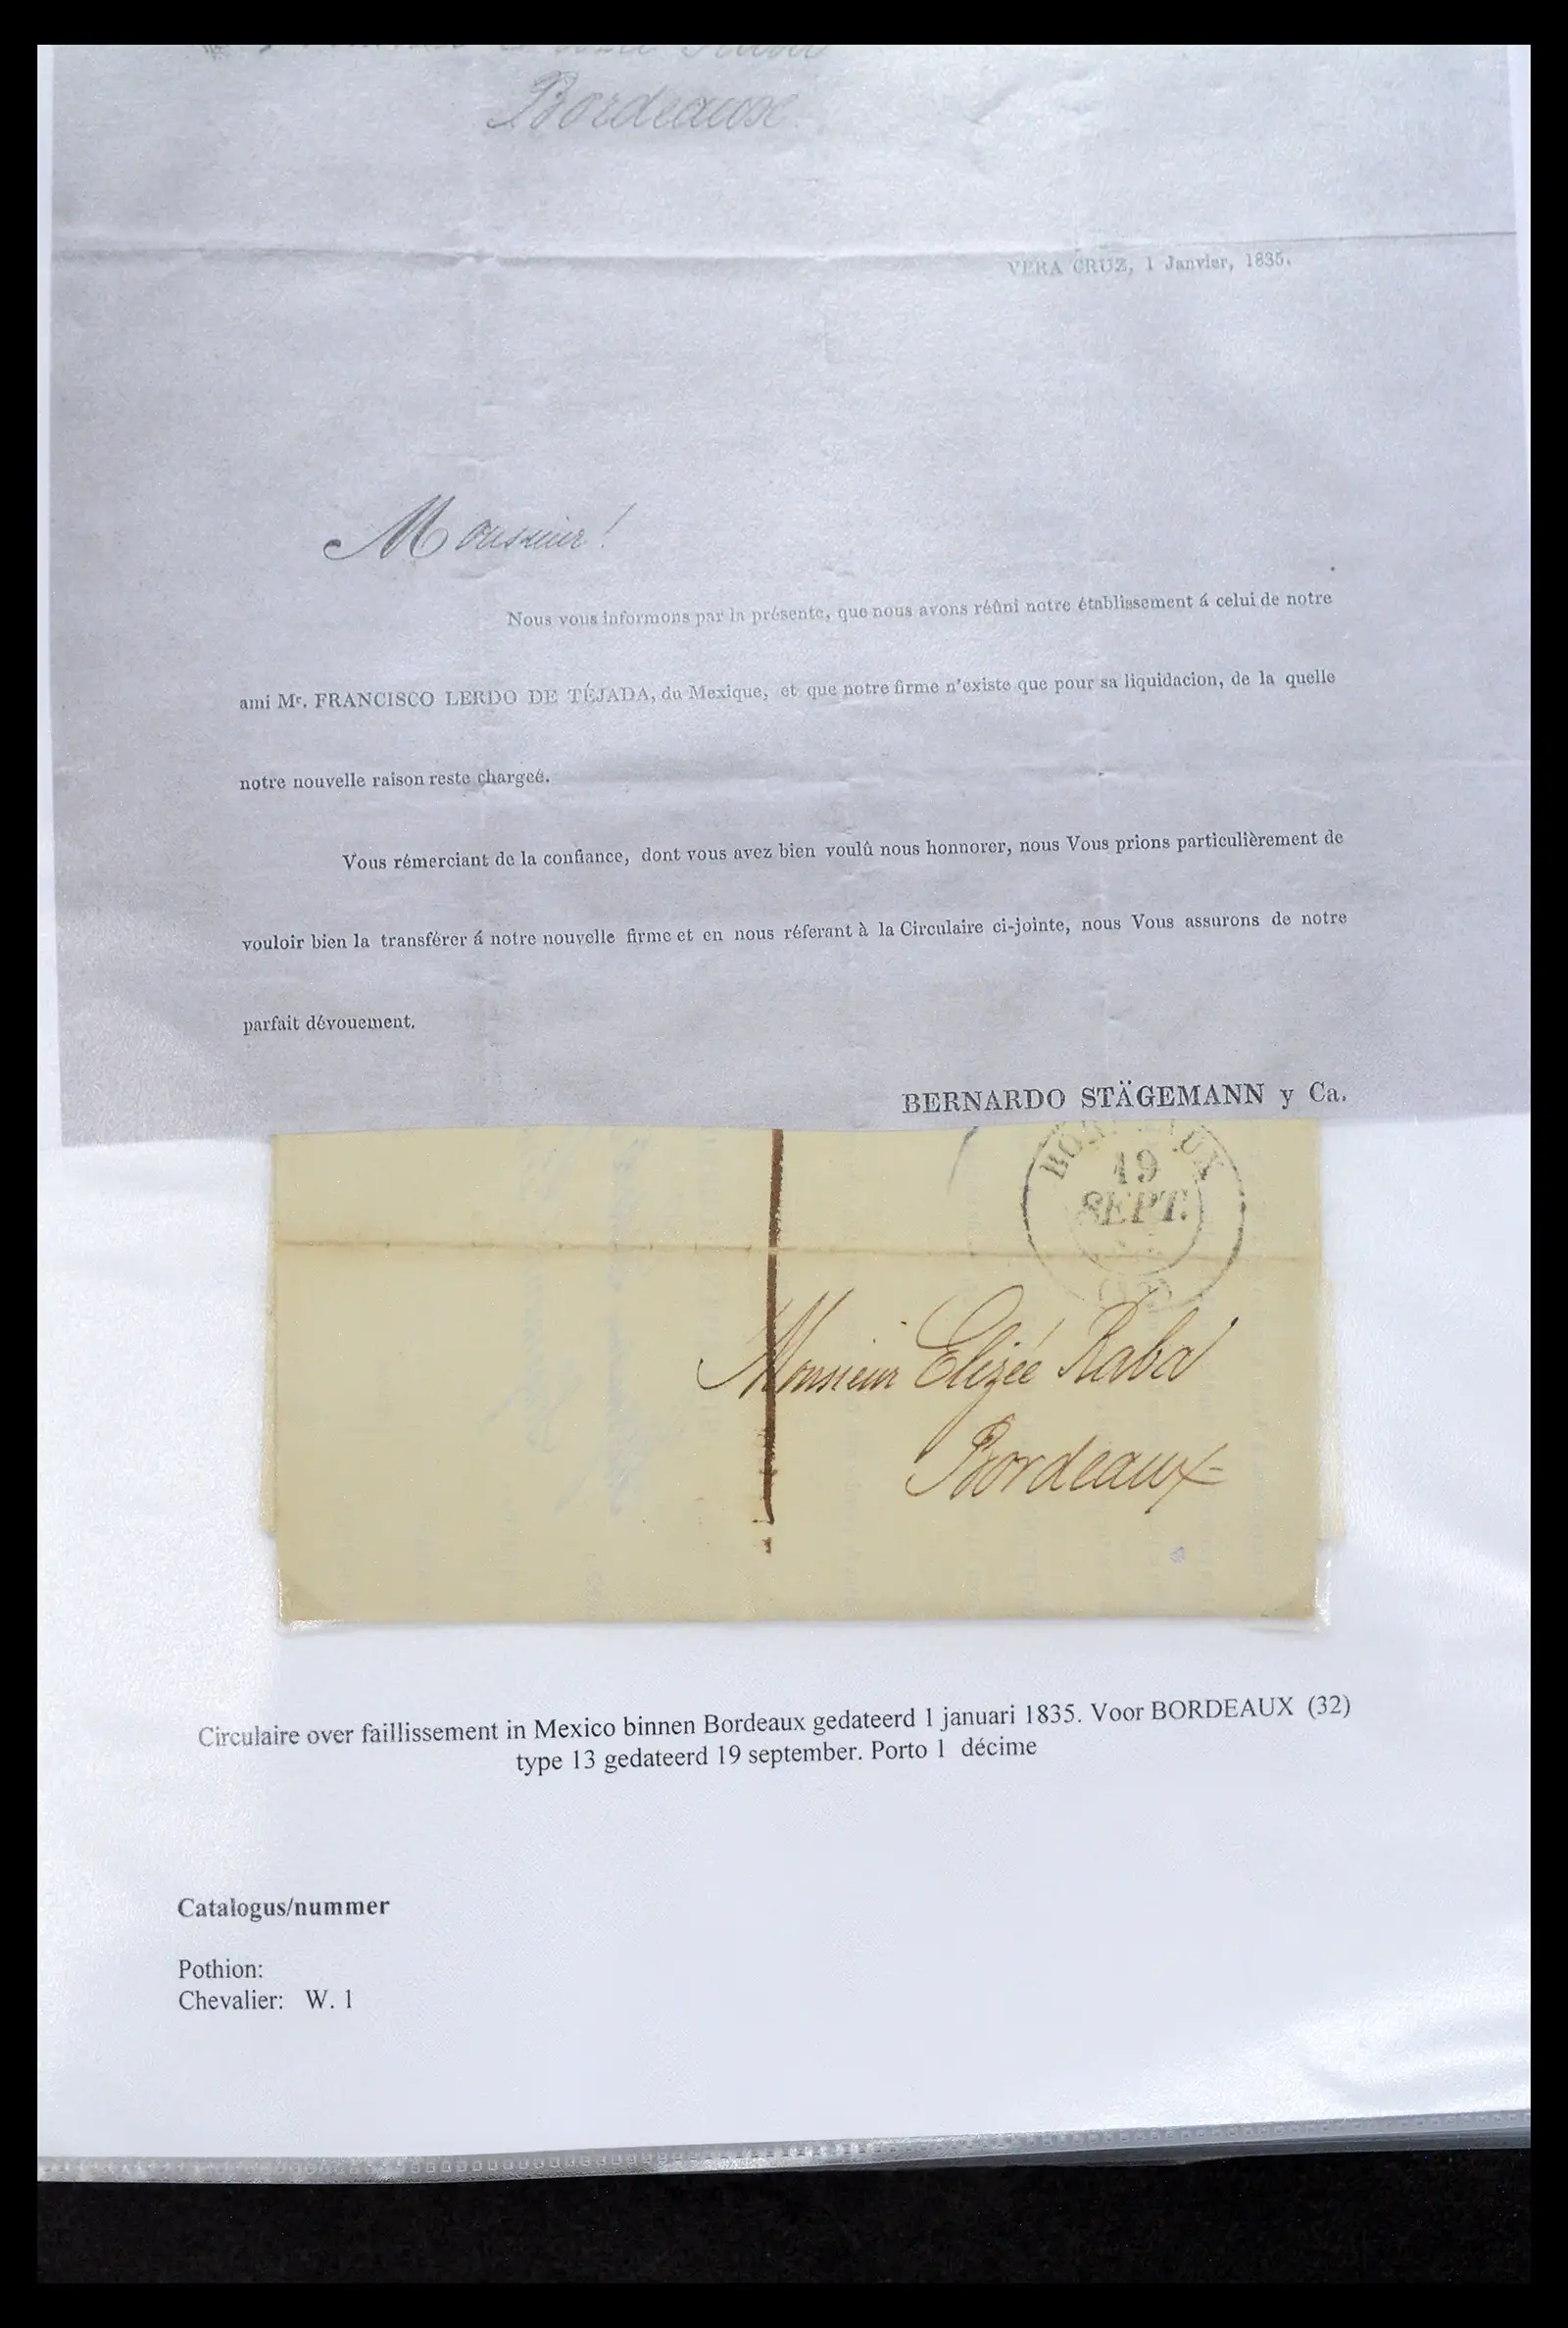 Bordeaux
VERA CRUZ, 1 Janvier, 1835.
Monsieur!
Nous vous informons par la présente, que nous avons réûni notre établissement á celui de notre
ami Mr. FRANCISCO LERDO DE TÉJADA, du Mexique, et que notre firme n'existe que pour sa liquidacion, de la quelle
notre nouvelle raison reste chargeé.
Vous rémerciant de la confiance, dont vous avez bien voulû nous honnorer, nous Vous prions particulièrement de
vouloir bien la transférer á notre nouvelle firme et en nous réferant à la Circulaire ci-jointe, nous Vous assurons de notre
parfait dévouement.
BERNARDO STÄGEMANN y Ca.
BORDEAUX
19
SEPT.
Monsieur Elizée Raba
Bordeaux
Circulaire over faillissement in Mexico binnen Bordeaux gedateerd 1 januari 1835. Voor BORDEAUX (32)
type 13 gedateerd 19 september. Porto 1 décime
Catalogus/nummer
Pothion:
Chevalier: W. 1